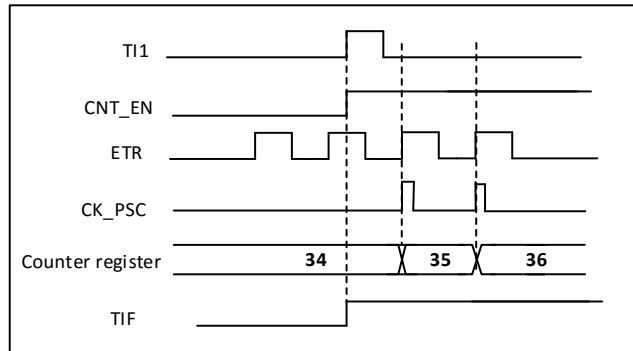 TI1
CNT_EN
ETR
CK_PSC
Counter register 34 35 36
TIF